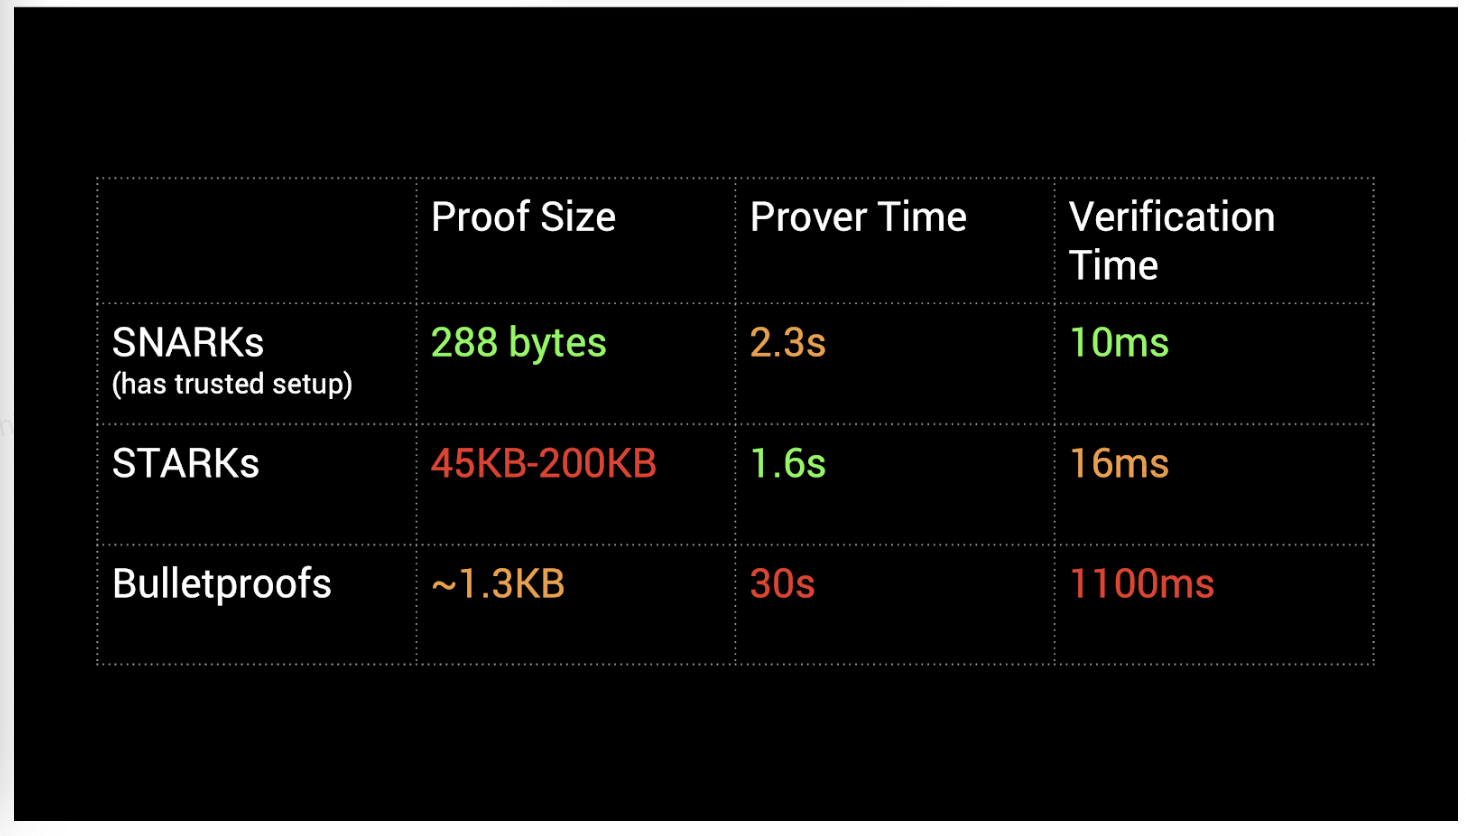 Proof Size
Prover Time
Verification
Time
SNARKs
(has trusted setup)
288 bytes
2.3s
10ms
STARKs
45KB-200KB
1.6s
16ms
Bulletproofs
~1.3KB
30s
1100ms